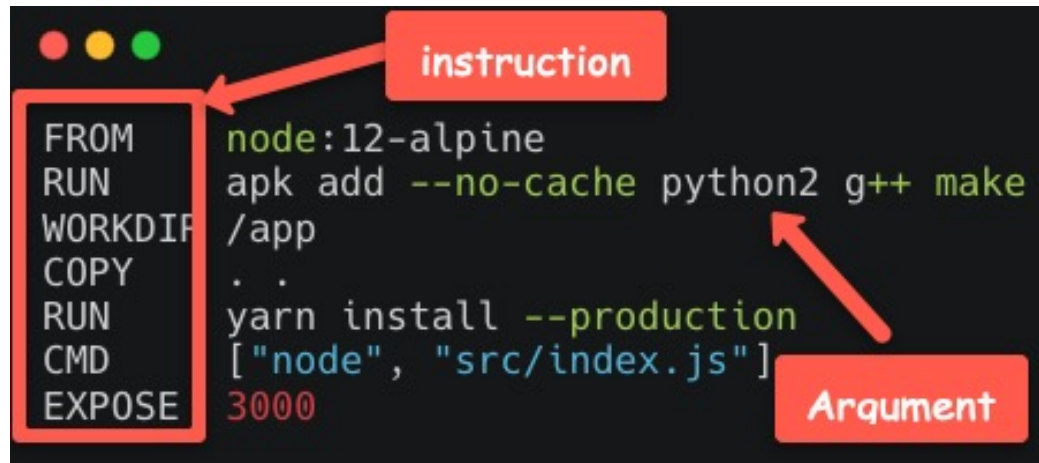 instruction
FROM node:12-alpine
RUN apk add --no-cache python2 g++ make
WORKDIR /app
COPY . .
RUN yarn install --production
CMD ["node", "src/index.js"]
EXPOSE 3000
Argument